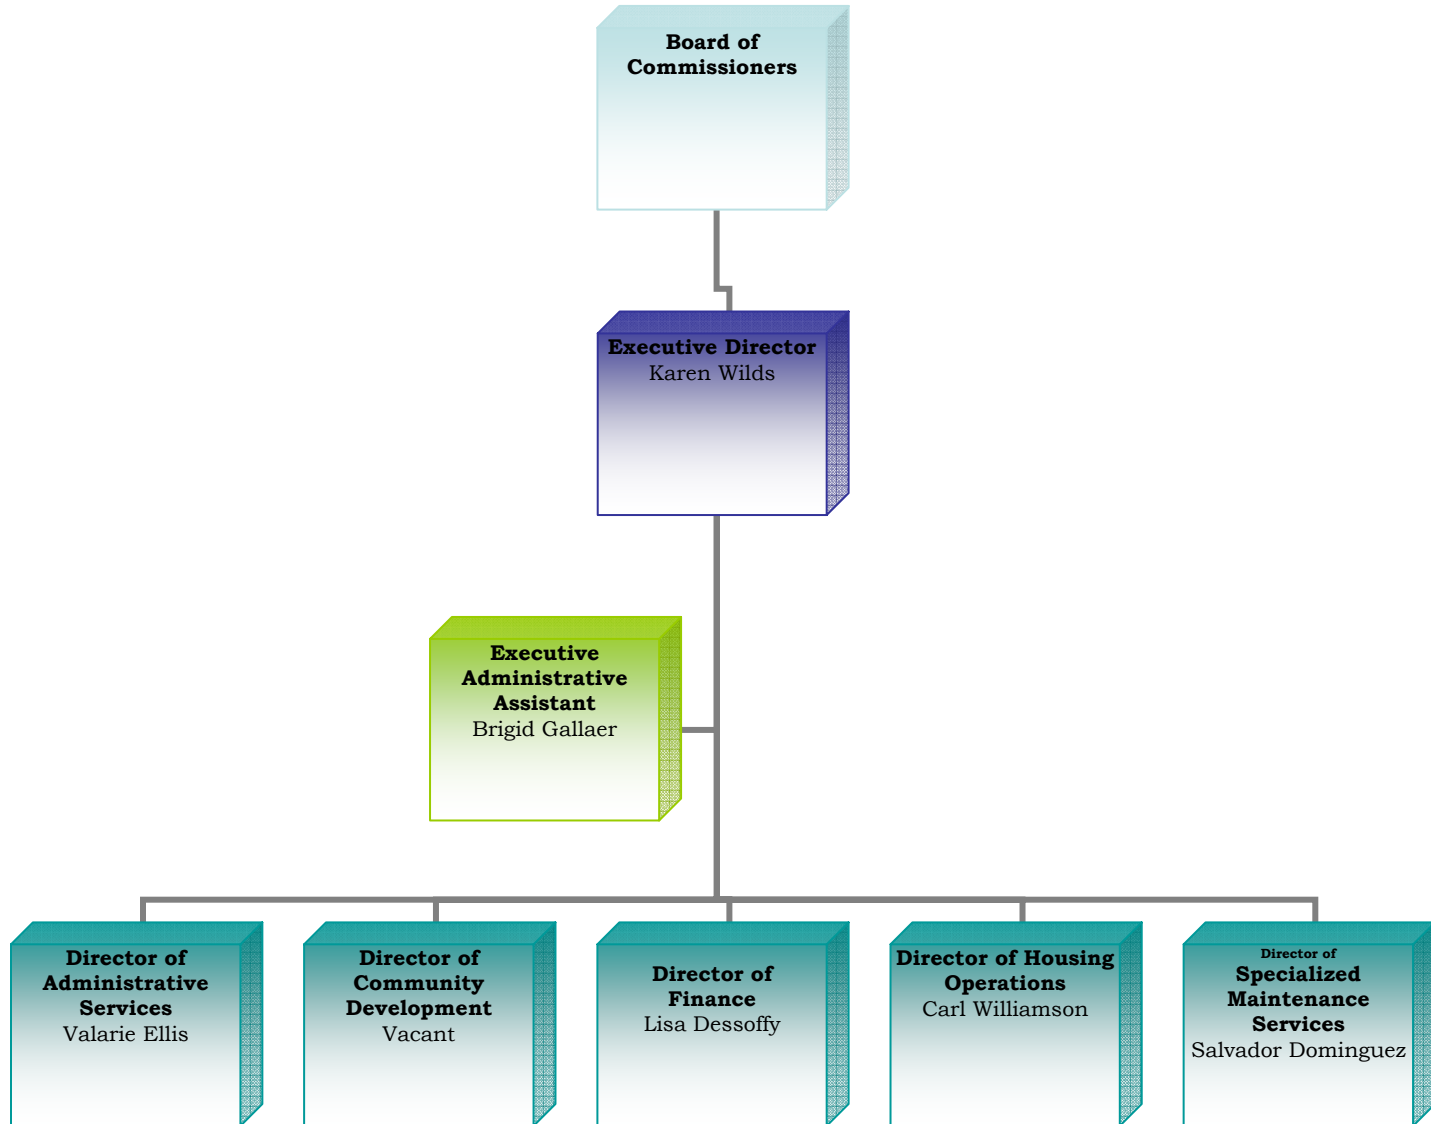 Board of
Commissioners
Executive Director
Karen Wilds
Executive
Administrative
Assistant
Brigid Gallaer
Director of
Administrative
Services
Valarie Ellis
Director of
Community
Development
Vacant
Director of
Finance
Lisa Dessoffy
Director of Housing
Operations
Carl Williamson
Director of
Specialized
Maintenance
Services
Salvador Dominguez